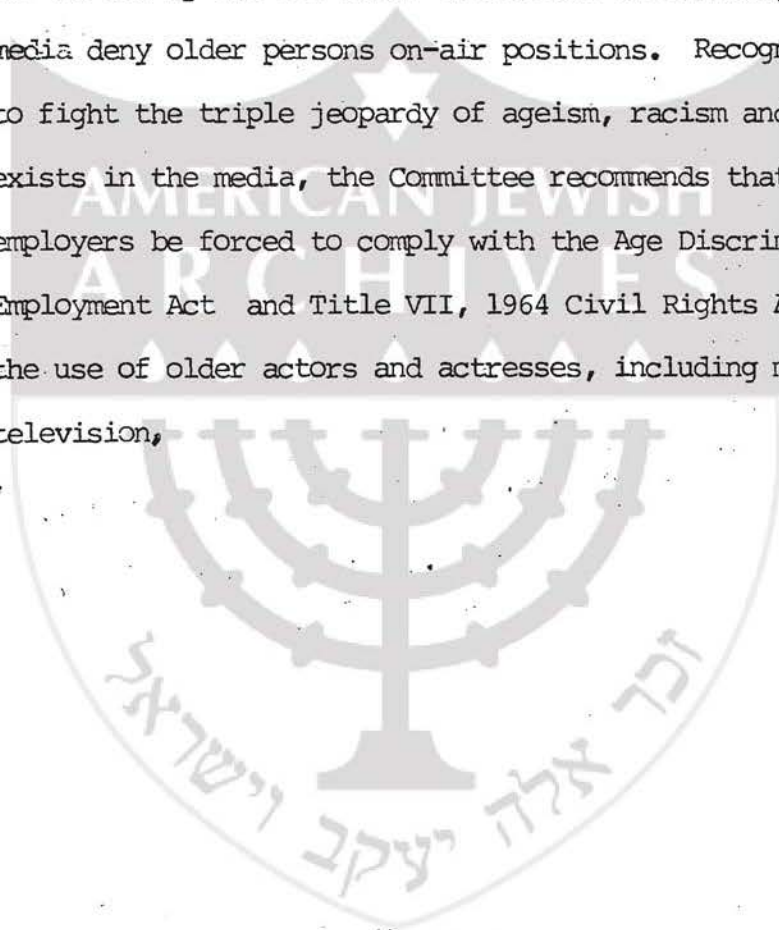 media deny older persons on-air positions. Recogn
to fight the triple jeopardy of ageism, racism and
exists in the media, the Committee recommends that
employers be forced to comply with the Age Discrim
Employment Act and Title VII, 1964 Civil Rights A
the use of older actors and actresses, including m
television,
AMERICAN JEWISH
ARCHIVES
זכר אלה יעקב וישראל